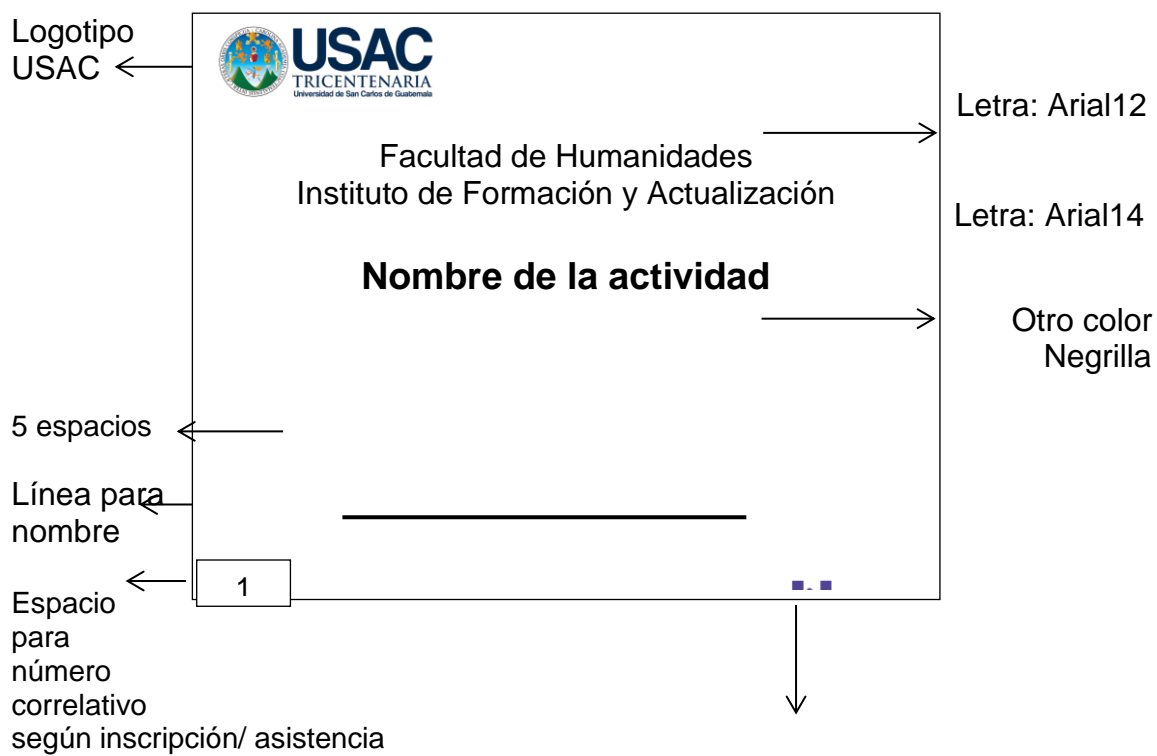 Logotipo
USAC
USAC
TRICENTENARIA
Universidad de San Carlos de Guatemala
Letra: Arial12
Facultad de Humanidades
Instituto de Formación y Actualización
Letra: Arial14
Nombre de la actividad
Otro color
Negrilla
5 espacios
Línea para
nombre
1
Espacio
para
número
correlativo
según inscripción/ asistencia